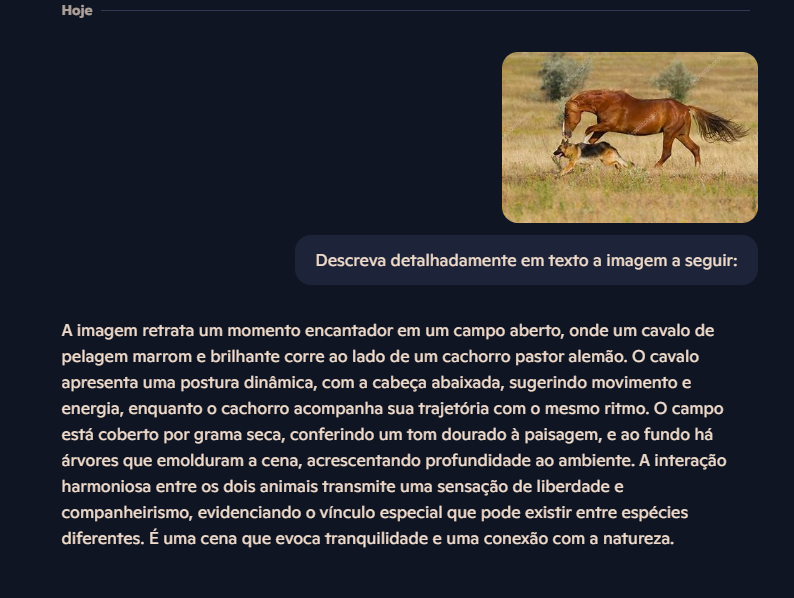 Hoje
Descreva detalhadamente em texto a imagem a seguir:
A imagem retrata um momento encantador em um campo aberto, onde um cavalo de
pelagem marrom e brilhante corre ao lado de um cachorro pastor alemão. O cavalo
apresenta uma postura dinâmica, com a cabeça abaixada, sugerindo movimento e
energia, enquanto o cachorro acompanha sua trajetória com o mesmo ritmo. O campo
está coberto por grama seca, conferindo um tom dourado à paisagem, e ao fundo há
árvores que emolduram a cena, acrescentando profundidade ao ambiente. A interação
harmoniosa entre os dois animais transmite uma sensação de liberdade e
companheirismo, evidenciando o vínculo especial que pode existir entre espécies
diferentes. É uma cena que evoca tranquilidade e uma conexão com a natureza.